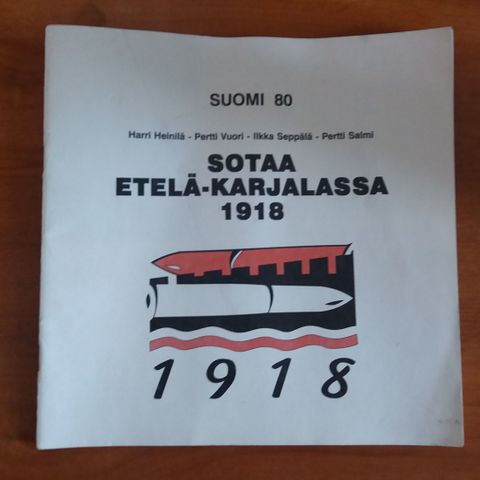 SUOMI 80
Harri Heinilä - Pertti Vuori - Ilkka Seppälä - Pertti Salmi
SOTAA
ETELÄ-KARJALASSA
1918
1918